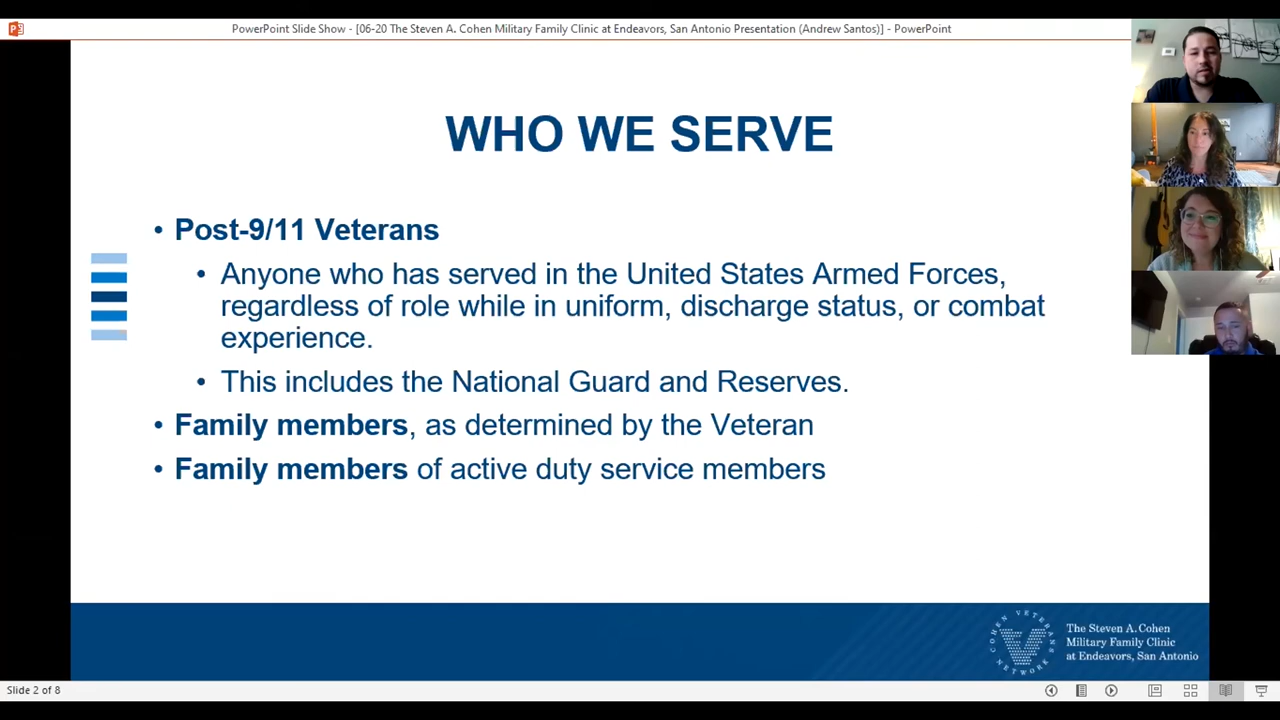 PowerPoint Slide Show - [06-20 The Steven A. Cohen Military Family Clinic at Endeavors, San Antonio Presentation (Andrew Santos)] - PowerPoint
WHO WE SERVE
• Post-9/11 Veterans
• Anyone who has served in the United States Armed Forces,
regardless of role while in uniform, discharge status, or combat
experience.
• This includes the National Guard and Reserves.
• Family members, as determined by the Veteran
• Family members of active duty service members
COHEN VETERANS NETWORK
The Steven A. Cohen
Military Family Clinic
at Endeavors, San Antonio
Slide 2 of 8